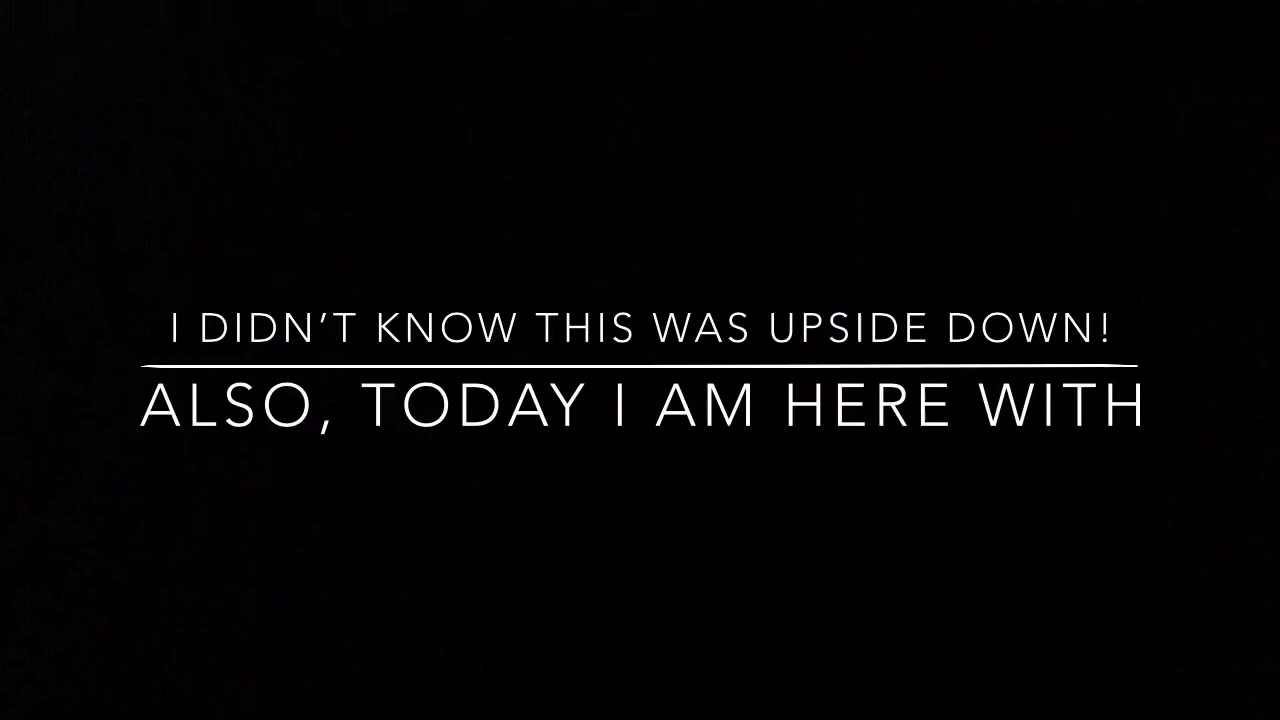 I DIDN’T KNOW THIS WAS UPSIDE DOWN!
ALSO, TODAY I AM HERE WITH